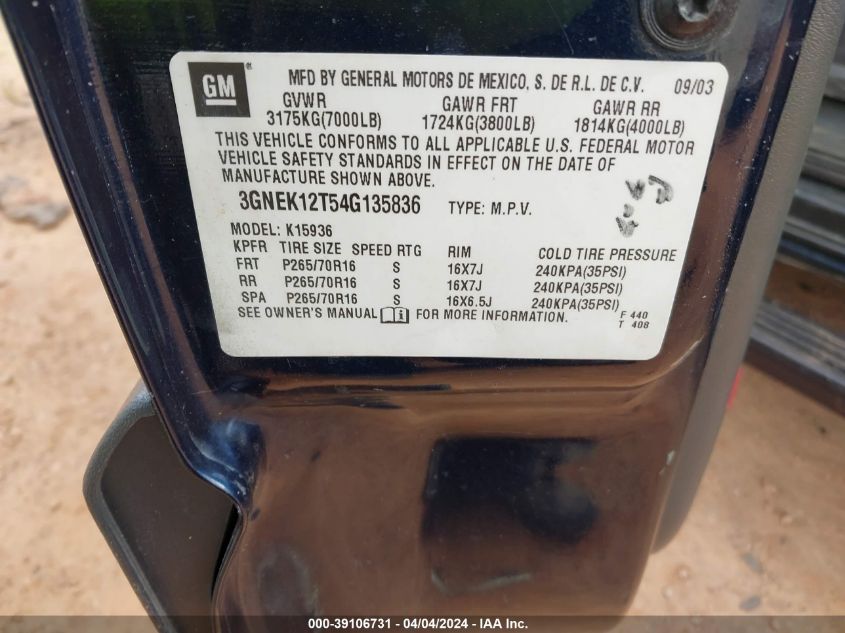 GM ® MFD BY GENERAL MOTORS DE MEXICO, S. DE R.L. DE C.V. 09/03
GVWR GAWR FRT GAWR RR
3175KG(7000LB) 1724KG(3800LB) 1814KG(4000LB)
THIS VEHICLE CONFORMS TO ALL APPLICABLE U.S. FEDERAL MOTOR
VEHICLE SAFETY STANDARDS IN EFFECT ON THE DATE OF
MANUFACTURE SHOWN ABOVE.
3GNEK12T54G135836 TYPE: M.P.V.
MODEL: K15936
KPFR TIRE SIZE SPEED RTG RIM COLD TIRE PRESSURE
FRT P265/70R16 S 16X7J 240KPA(35PSI)
RR P265/70R16 S 16X7J 240KPA(35PSI)
SPA P265/70R16 S 16X6.5J 240KPA(35PSI)
SEE OWNER'S MANUAL FOR MORE INFORMATION. F 440
T 408
000-39106731 - 04/04/2024 - IAA Inc.